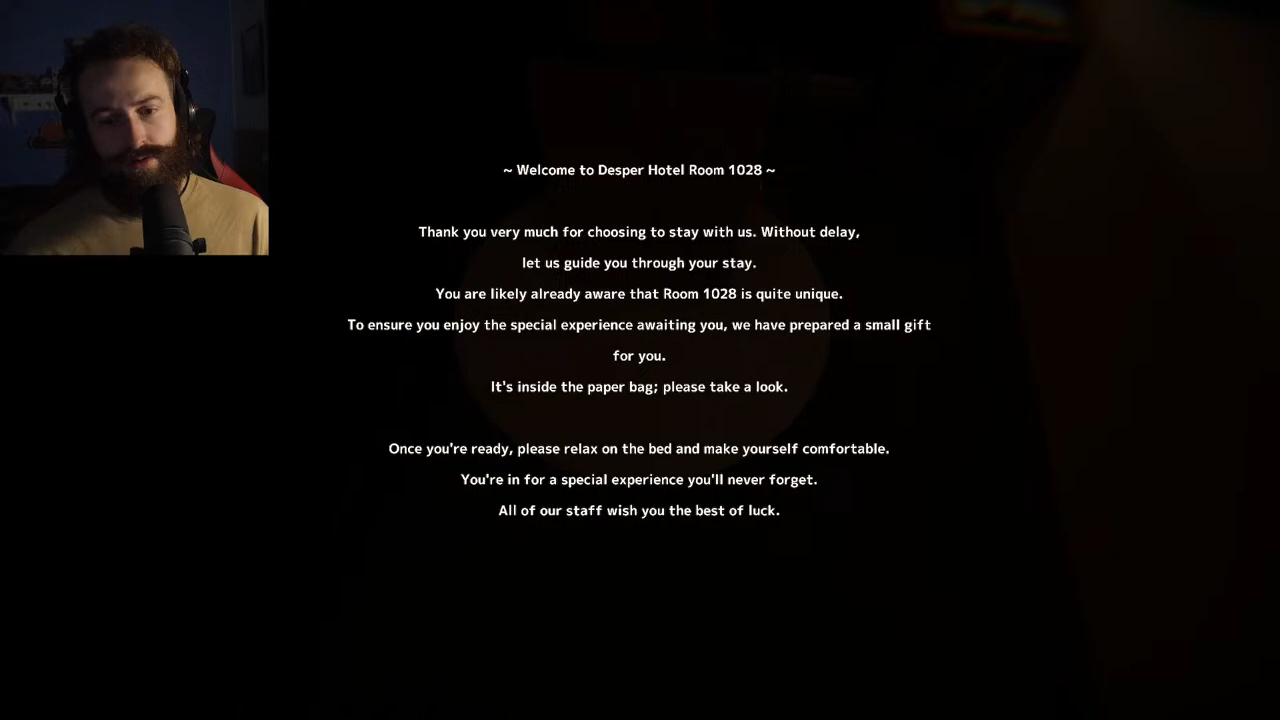 ~ Welcome to Desper Hotel Room 1028 ~
Thank you very much for choosing to stay with us. Without delay,
let us guide you through your stay.
You are likely already aware that Room 1028 is quite unique.
To ensure you enjoy the special experience awaiting you, we have prepared a small gift
for you.
It's inside the paper bag; please take a look.
Once you're ready, please relax on the bed and make yourself comfortable.
You're in for a special experience you'll never forget.
All of our staff wish you the best of luck.